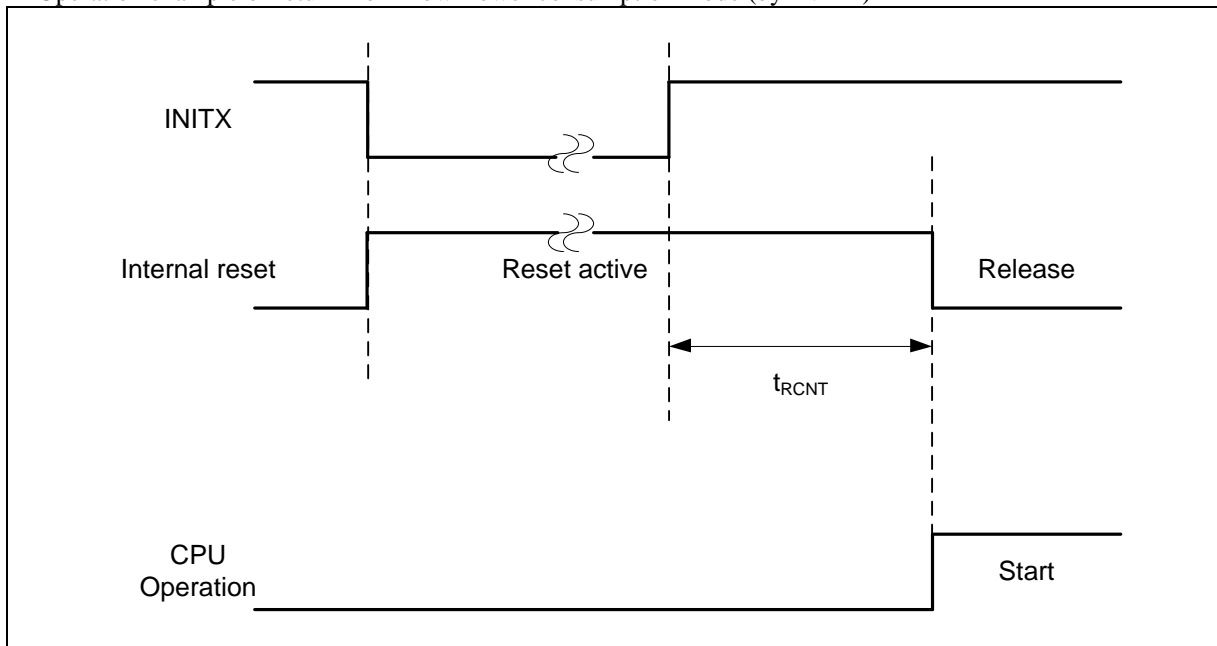 INITX
Internal reset
Reset active
Release
tRCNT
CPU
Operation
Start